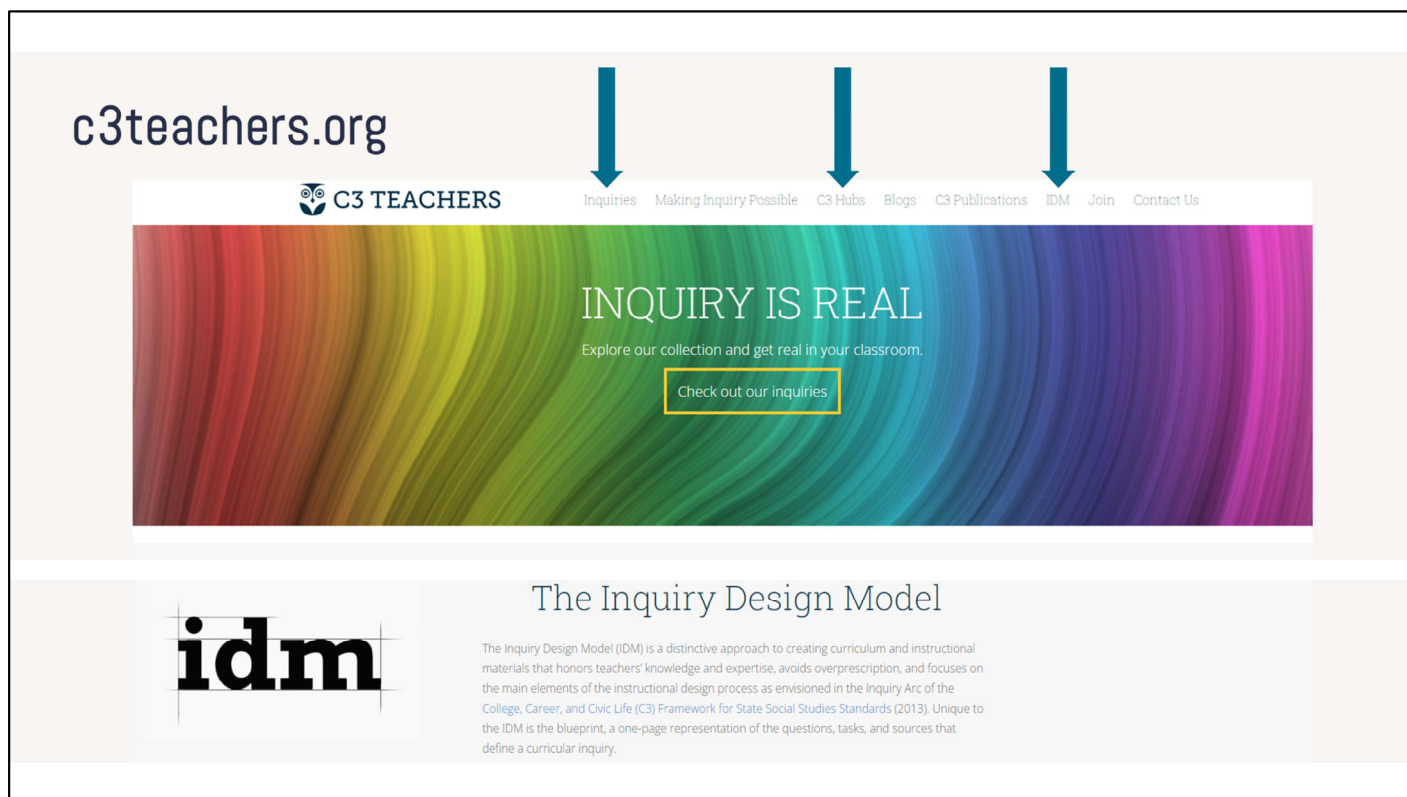 c3teachers.org
C3 TEACHERS
Inquiries Making Inquiry Possible C3 Hubs Blogs C3 Publications IDM Join Contact Us
INQUIRY IS REAL
Explore our collection and get real in your classroom.
Check out our inquiries
idm
The Inquiry Design Model
The Inquiry Design Model (IDM) is a distinctive approach to creating curriculum and instructional
materials that honors teachers' knowledge and expertise, avoids overprescription, and focuses on
the main elements of the instructional design process as envisioned in the Inquiry Arc of the
College, Career, and Civic Life (C3) Framework for State Social Studies Standards (2013). Unique to
the IDM is the blueprint, a one-page representation of the questions, tasks, and sources that
define a curricular inquiry.